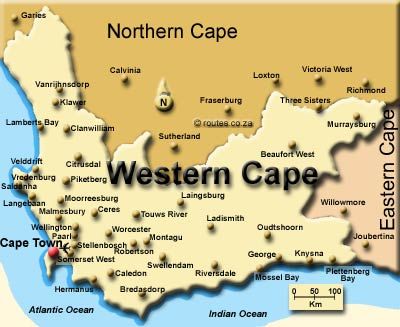 Garies
Northern Cape
Calvinia
Loxton
Victoria West
Vanrijnsdorp
Richmond
Klawer
N
Fraserburg
Three Sisters
© routes.co.za
Lamberts Bay
Clanwilliam
Murraysburg
Sutherland
Beaufort West
Eastern Cape
Velddrift
Citrusdal
Western Cape
Vredenburg
Piketberg
Saldanha
Langebaan
Moorreesburg
Laingsburg
Willowmore
Malmesbury
Ceres
Touws River
Ladismith
Wellington
Worcester
Oudtshoorn
Paarl
Montagu
Joubertina
Cape Town
Stellenbosch
Robertson
Somerset West
George
Knysna
Swellendam
Plettenberg
Bay
Caledon
Riversdale
Mossel Bay
Hermanus
Bredasdorp
0 50 100
Km
Atlantic Ocean
Indian Ocean